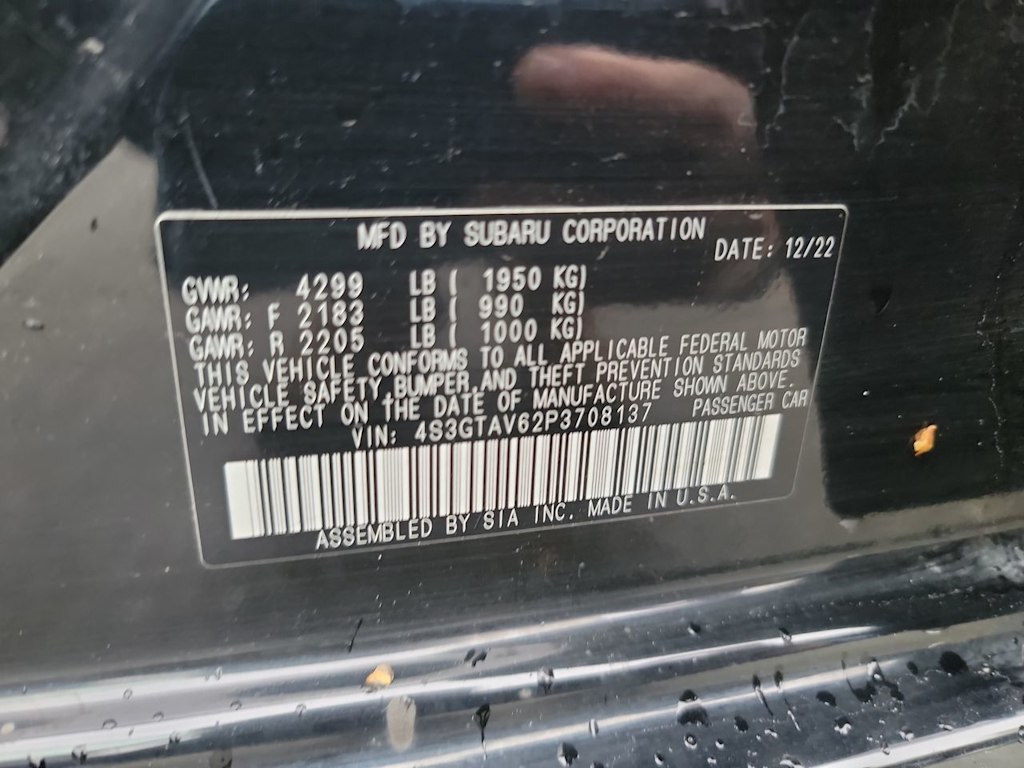 MFD BY SUBARU CORPORATION
DATE: 12/22
GVWR: 4299 LB ( 1950 KG)
GAWR: F 2183 LB ( 990 KG)
GAWR: R 2205 LB ( 1000 KG)
THIS VEHICLE CONFORMS TO ALL APPLICABLE FEDERAL MOTOR
VEHICLE SAFETY, BUMPER, AND THEFT PREVENTION STANDARDS
IN EFFECT ON THE DATE OF MANUFACTURE SHOWN ABOVE.
VIN: 4S3GTAV62P3708137 PASSENGER CAR
ASSEMBLED BY SIA INC. MADE IN U.S.A.